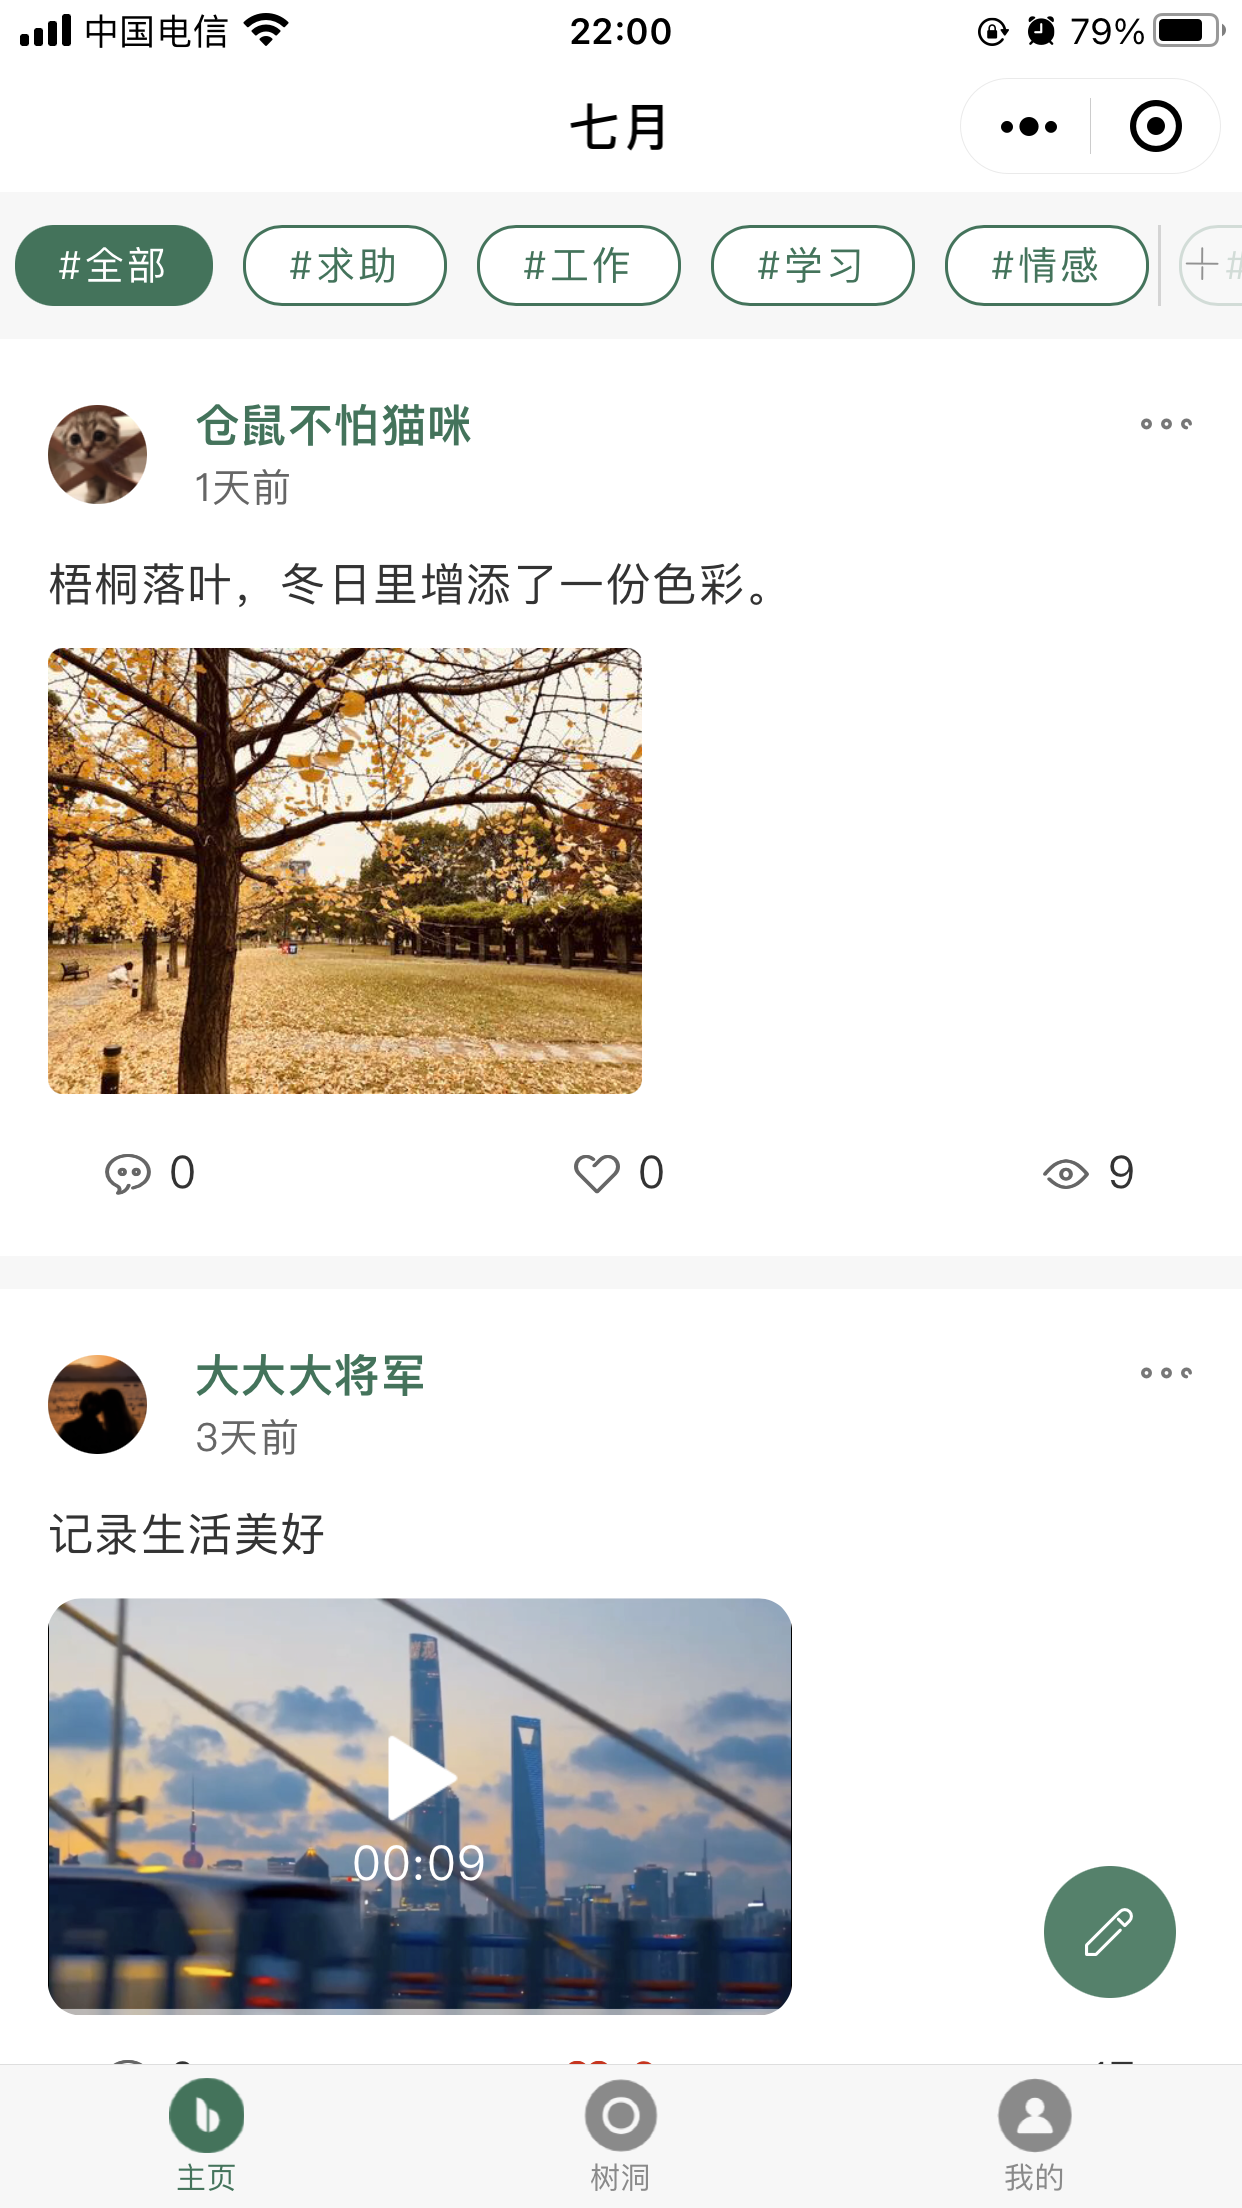 中国电信 22:00 79%
七月
#全部 #求助 #工作 #学习 #情感 #
仓鼠不怕猫咪
1天前
梧桐落叶，冬日里增添了一份色彩。
0 0 9
大大大将军
3天前
记录生活美好
00:09
主页 树洞 我的